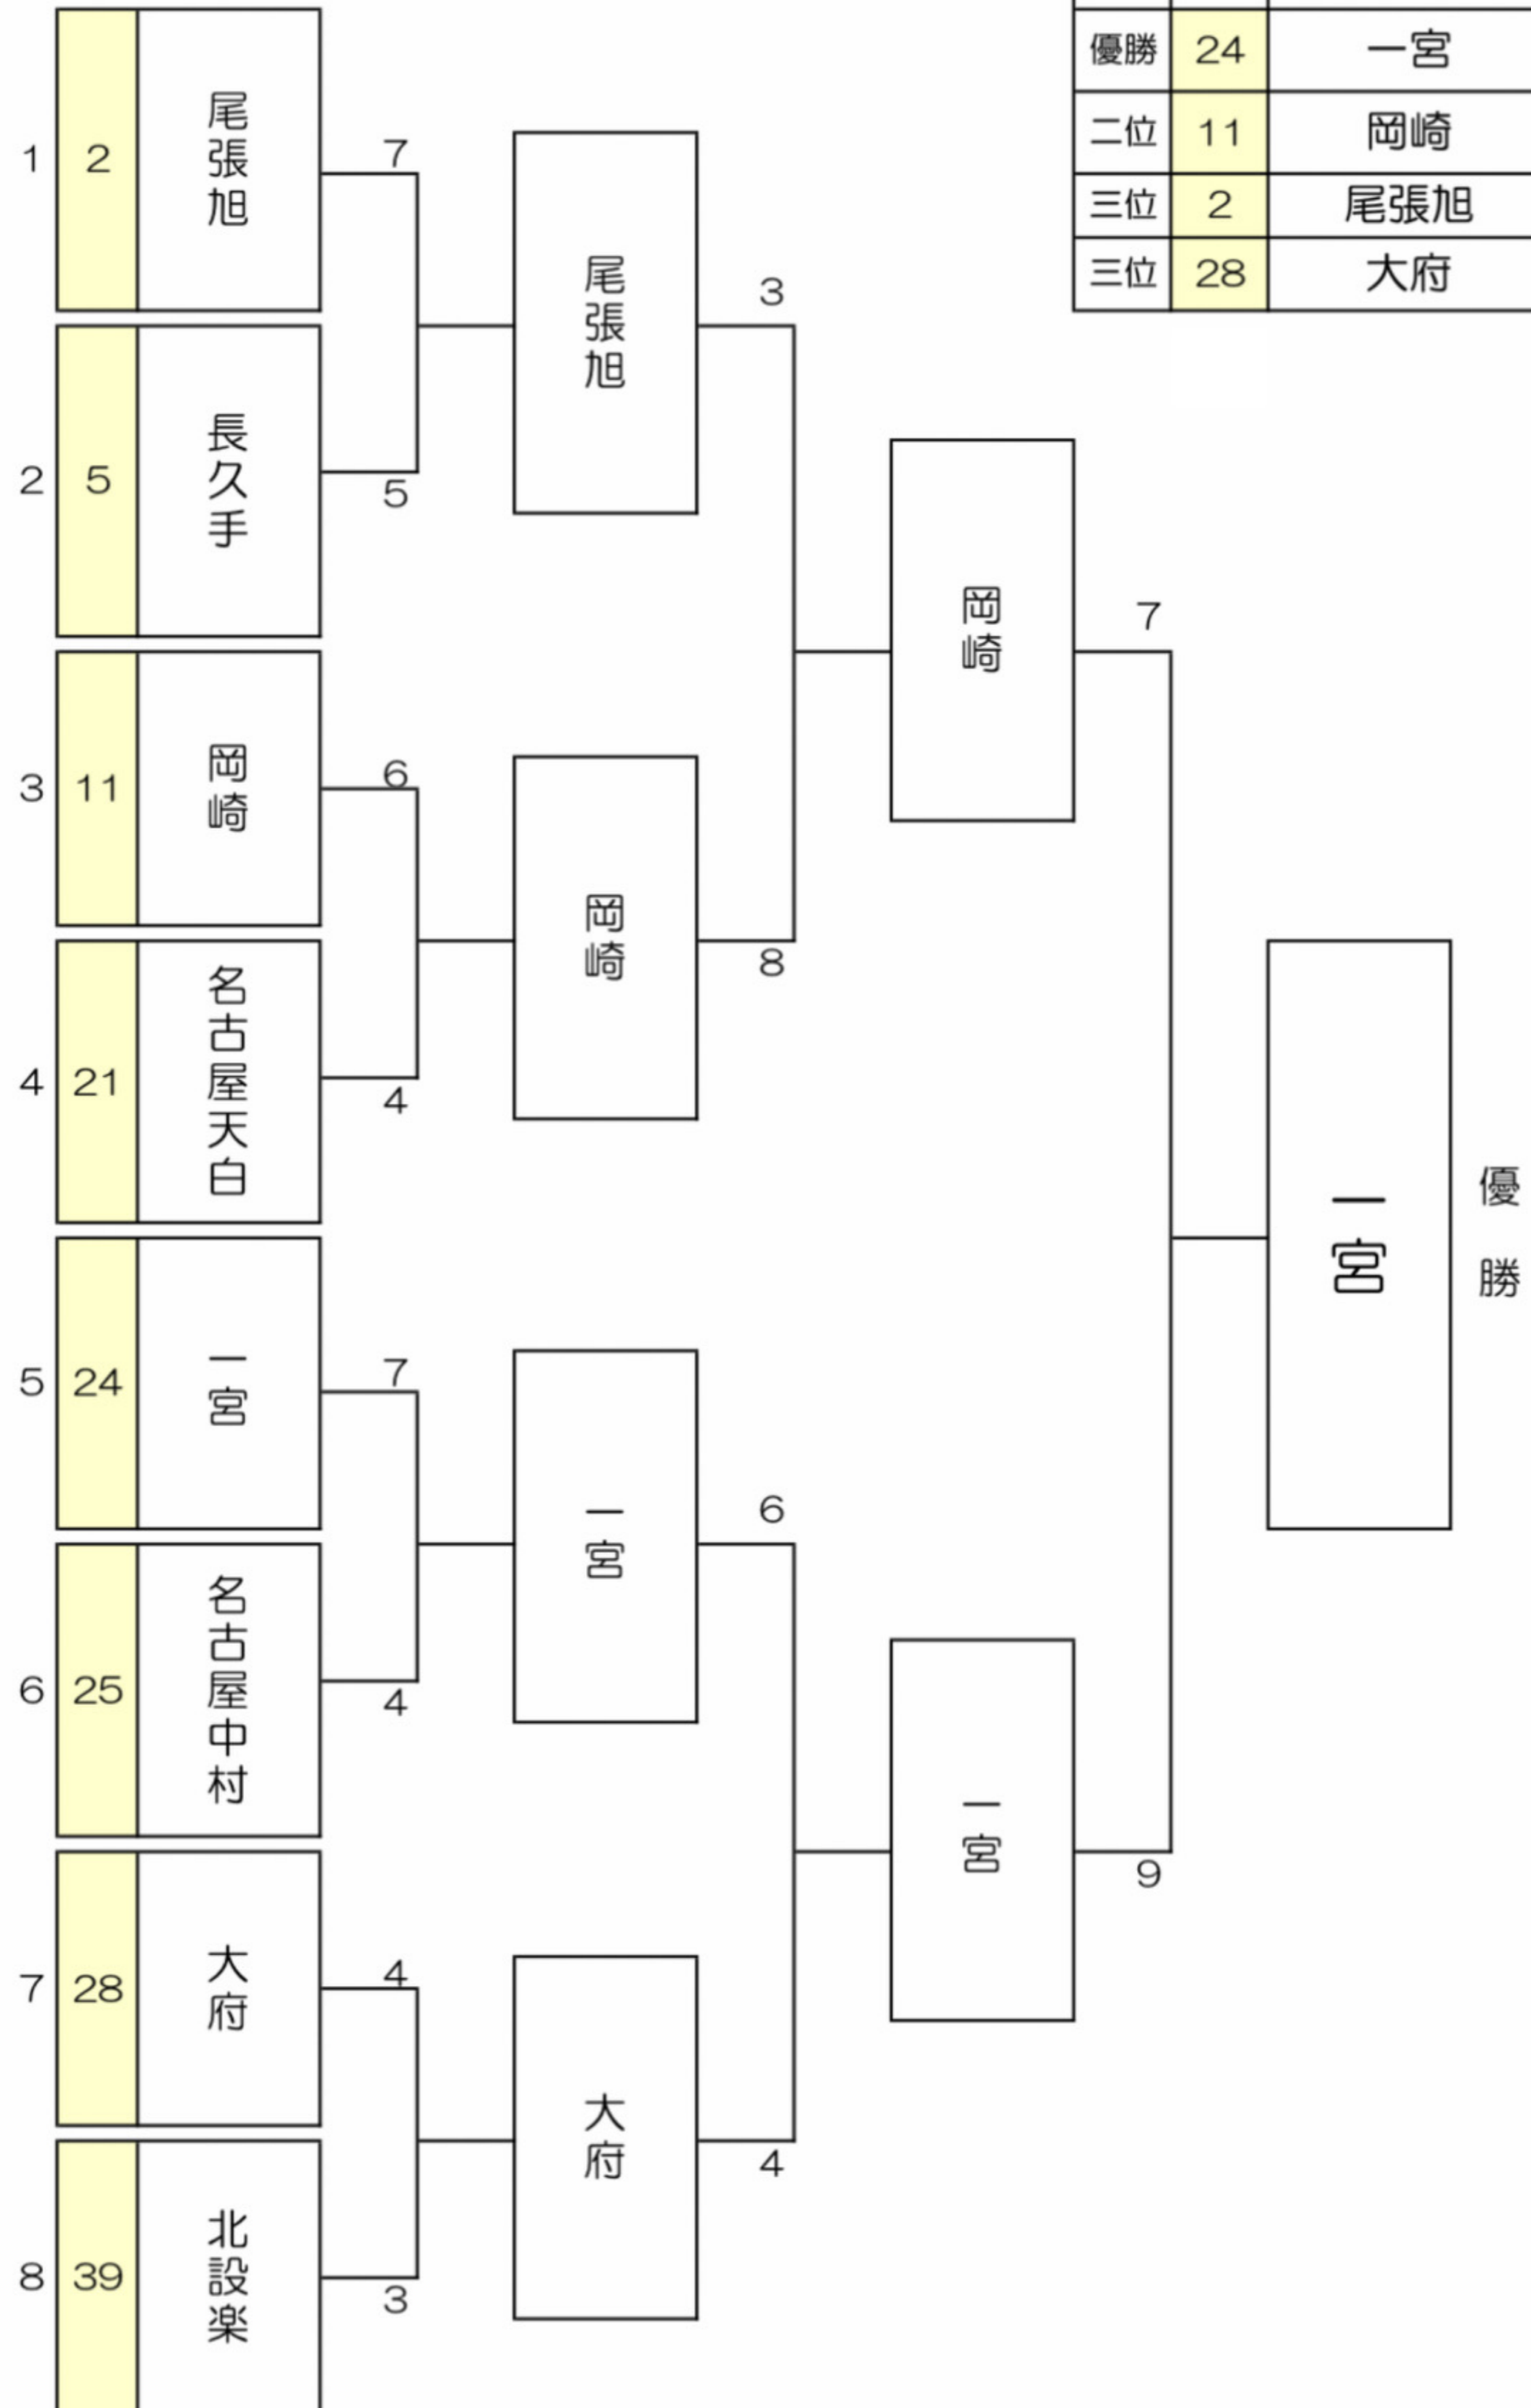 優勝 24 一宮
二位 11 岡崎
三位 2 尾張旭
三位 28 大府
1 2 尾張旭 7
2 5 長久手 5
3 11 岡崎 6
4 21 名古屋天白 4
5 24 一宮 7
6 25 名古屋中村 4
7 28 大府 4
8 39 北設楽 3
尾張旭 3
岡崎 8
一宮 6
大府 4
岡崎 7
一宮 9
一宮
優勝